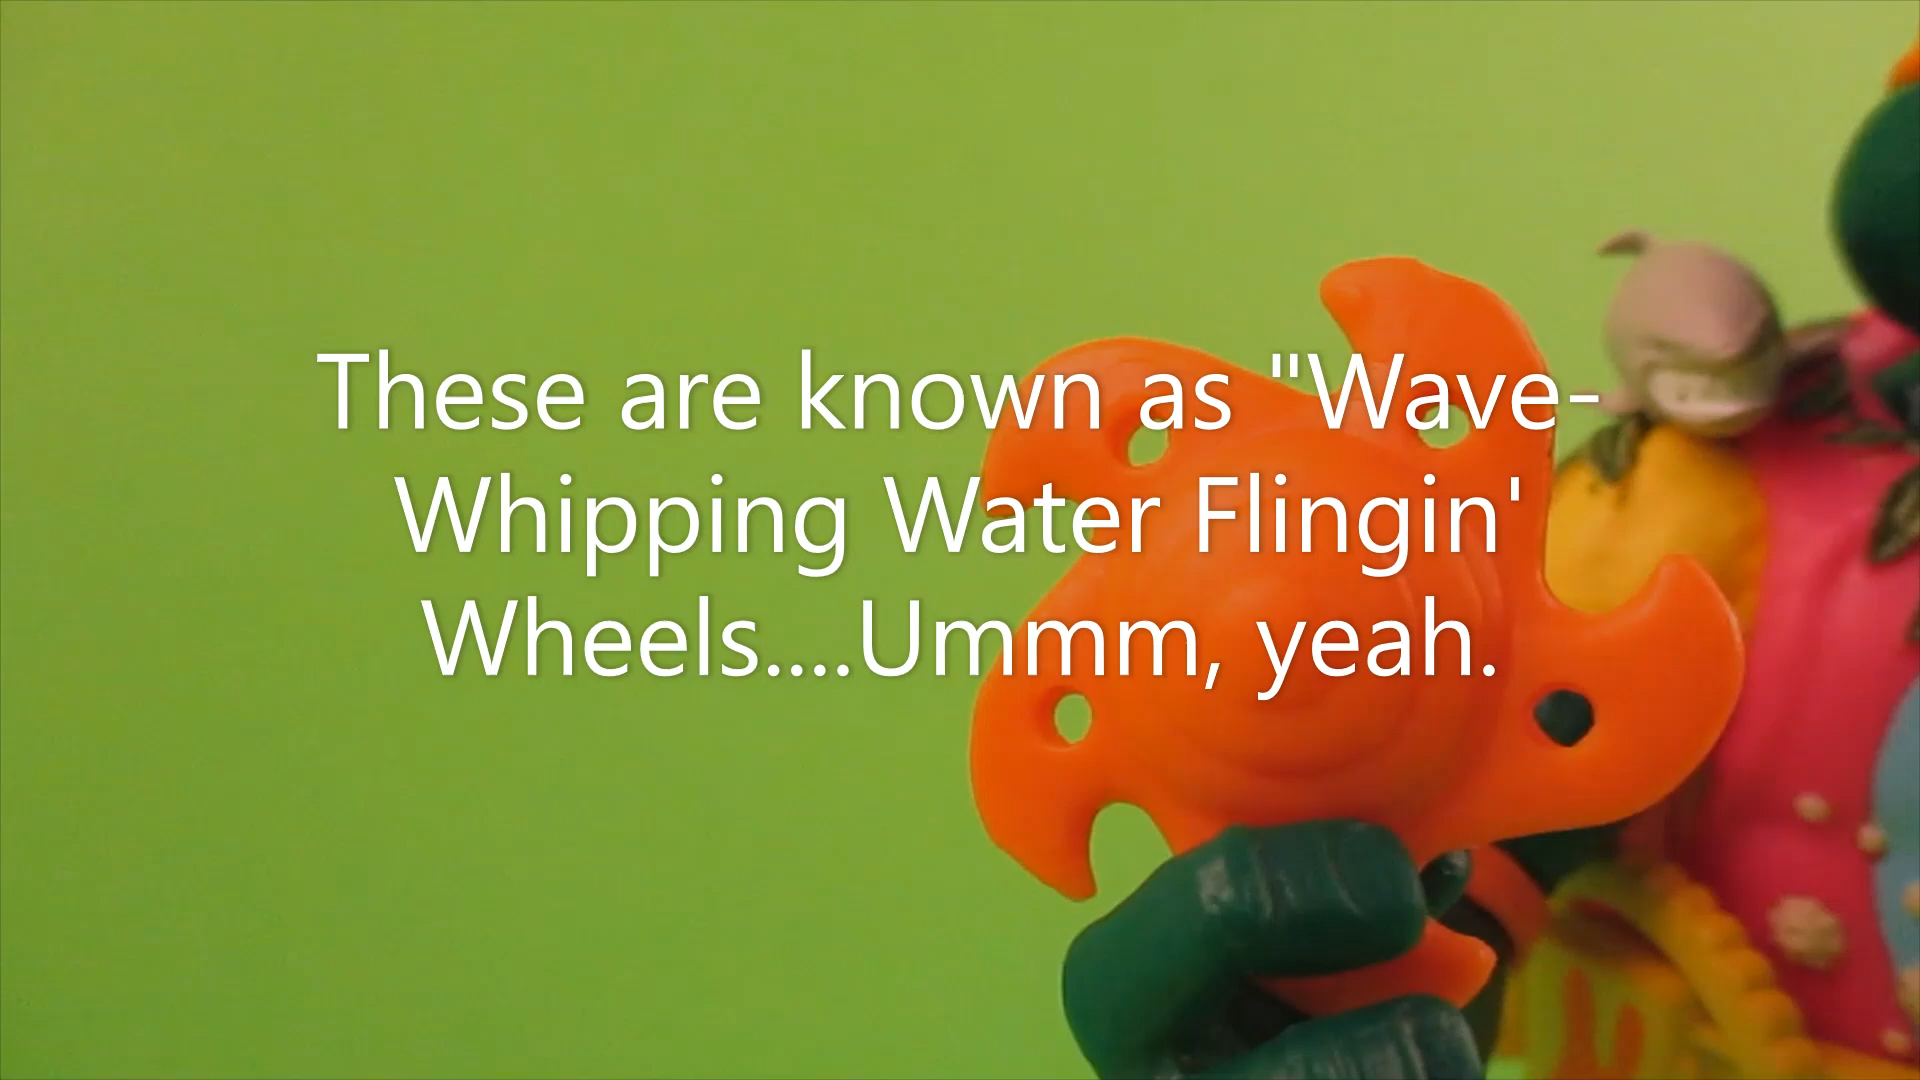 These are known as "Wave-
Whipping Water Flingin'
Wheels....Ummm, yeah.